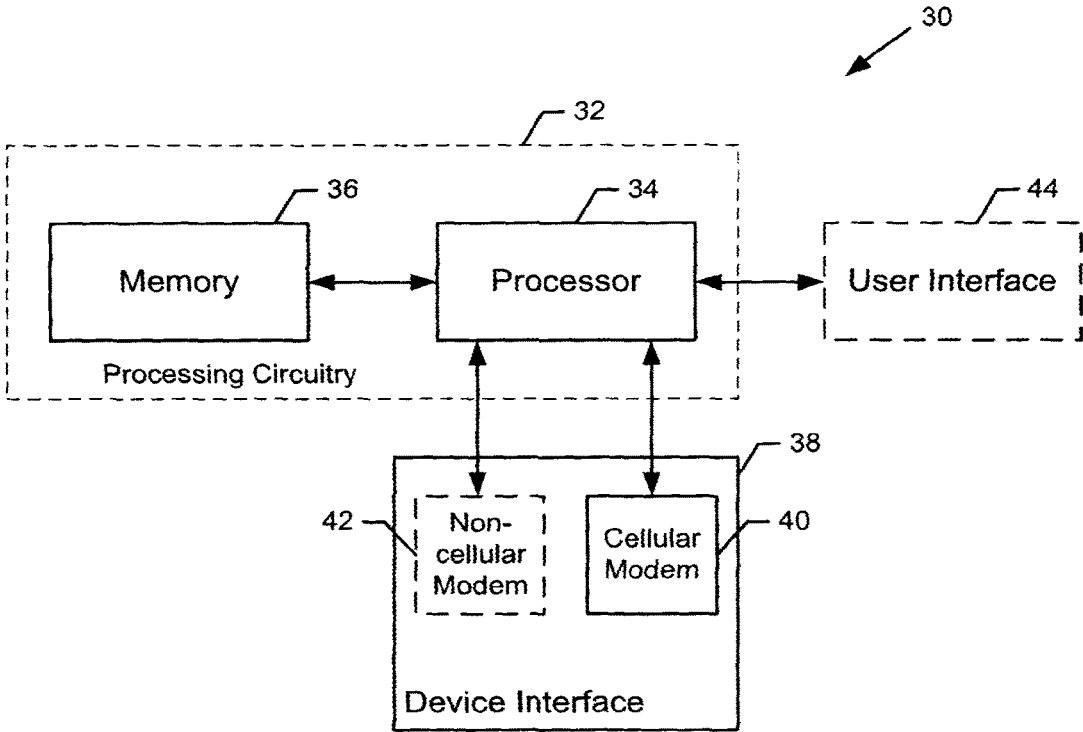 30
32
36
34
44
Memory
Processor
User Interface
Processing Circuitry
38
42
Non-
cellular
Modem
Cellular
Modem
40
Device Interface